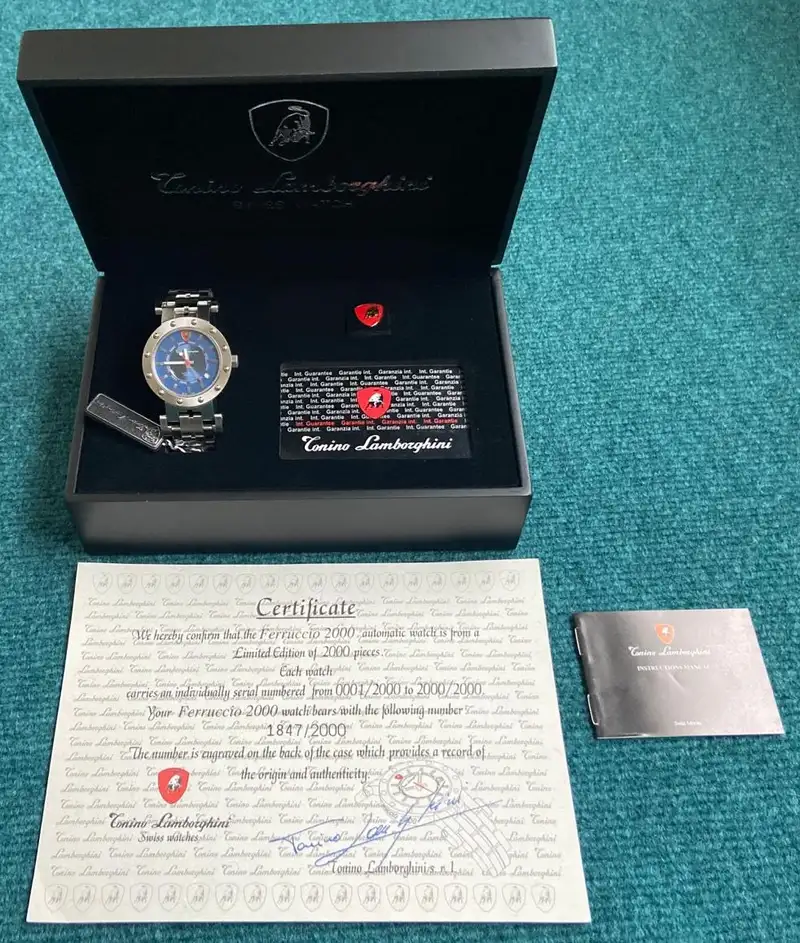 Tonino Lamborghini
SWISS WATCH
Int. Guarantee Garantie int. Garanzia int. Int. Guarantee
Tonino Lamborghini
Certificate
We hereby confirm that the Ferruccio 2000, automatic watch is from a
Limited Edition of 2000 pieces.
Each watch
carries an individually serial numbered from 0001/2000 to 2000/2000.
Your Ferruccio 2000 watch bears with the following number
1847/2000
The number is engraved on the back of the case which provides a record of
the origin and authenticity.
Tonino Lamborghini
Swiss watches
Tonino Lamborghini s.r.l.
Tonino Lamborghini
INSTRUCTIONS MANUAL